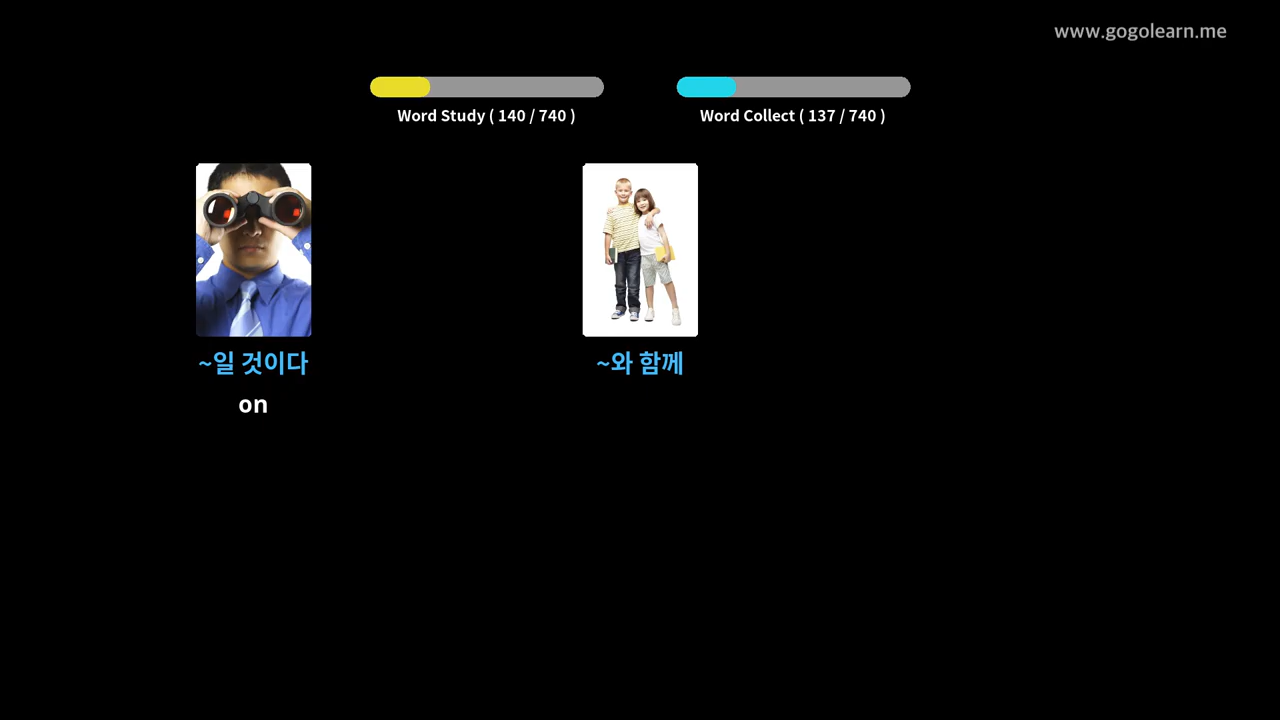 www.gogolearn.me
Word Study ( 140 / 740 )
Word Collect ( 137 / 740 )
~일 것이다
~와 함께
on